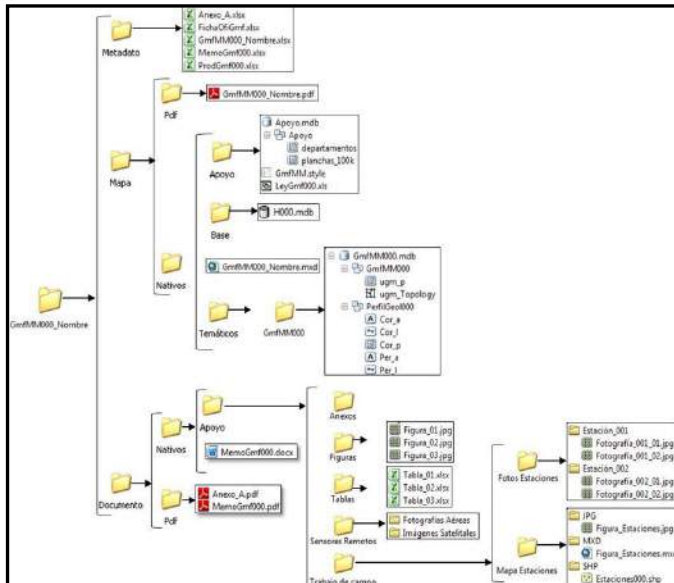 Anexo_A.xlsx
FichaOfiGmf.xlsx
GmfMM000_Nombre.xlsx
MemoGmf000.xlsx
ProdGmf000.xlsx
Metadato
GmfMM000_Nombre.pdf
Pdf
Mapa
Apoyo.mdb
Apoyo
departamentos
planchas_100k
GmfMM.style
LeyGmf000.xls
Apoyo
H000.mdb
Base
Nativos
GmfMM000_Nombre.mxd
GmfMM000.mdb
GmfMM000
ugm_p
ugm_Topology
PerfilGeol000
Cor_a
Cor_l
Cor_p
Per_a
Per_l
Temáticos
GmfMM000
GmfMM000_Nombre
Apoyo
Nativos
MemoGmf000.docx
Documento
Anexo_A.pdf
MemoGmf000.pdf
Pdf
Anexos
Figura_01.jpg
Figura_02.jpg
Figura_03.jpg
Figuras
Tabla_01.xlsx
Tabla_02.xlsx
Tabla_03.xlsx
Tablas
Fotografías Aéreas
Imágenes Satelitales
Sensores Remotos
Trabajo de campo
Estación_001
Fotografía_001_01.jpg
Fotografía_001_02.jpg
Estación_002
Fotografía_002_01.jpg
Fotografía_002_02.jpg
Fotos Estaciones
JPG
Figura_Estaciones.jpg
MXD
Figura_Estaciones.mx
SHP
Estaciones000.shp
Mapa Estaciones